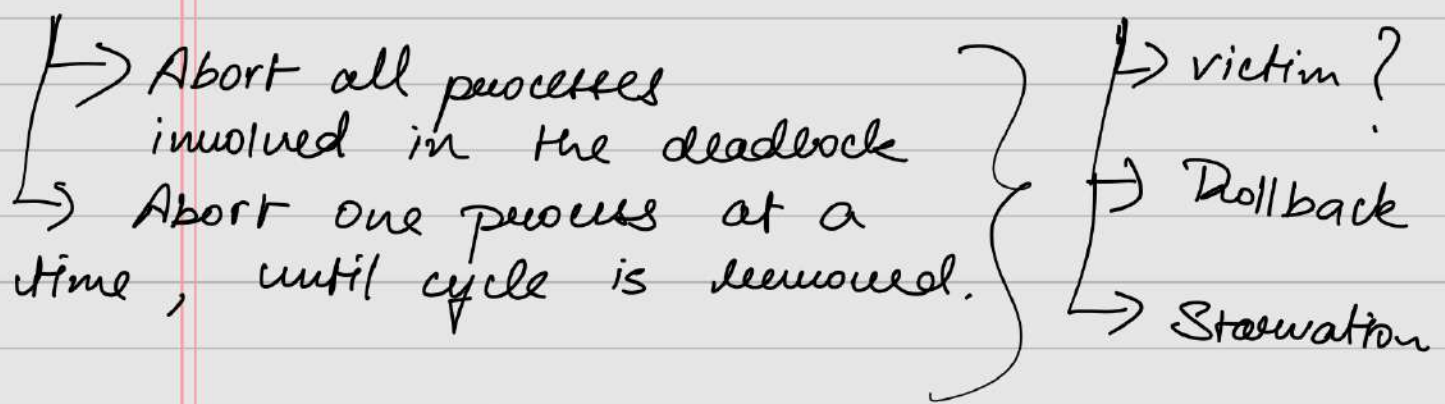 → Abort all processes
involved in the deadlock
→ Abort one process at a
time, until cycle is removed.
→ victim?
→ Rollback
→ Starvation